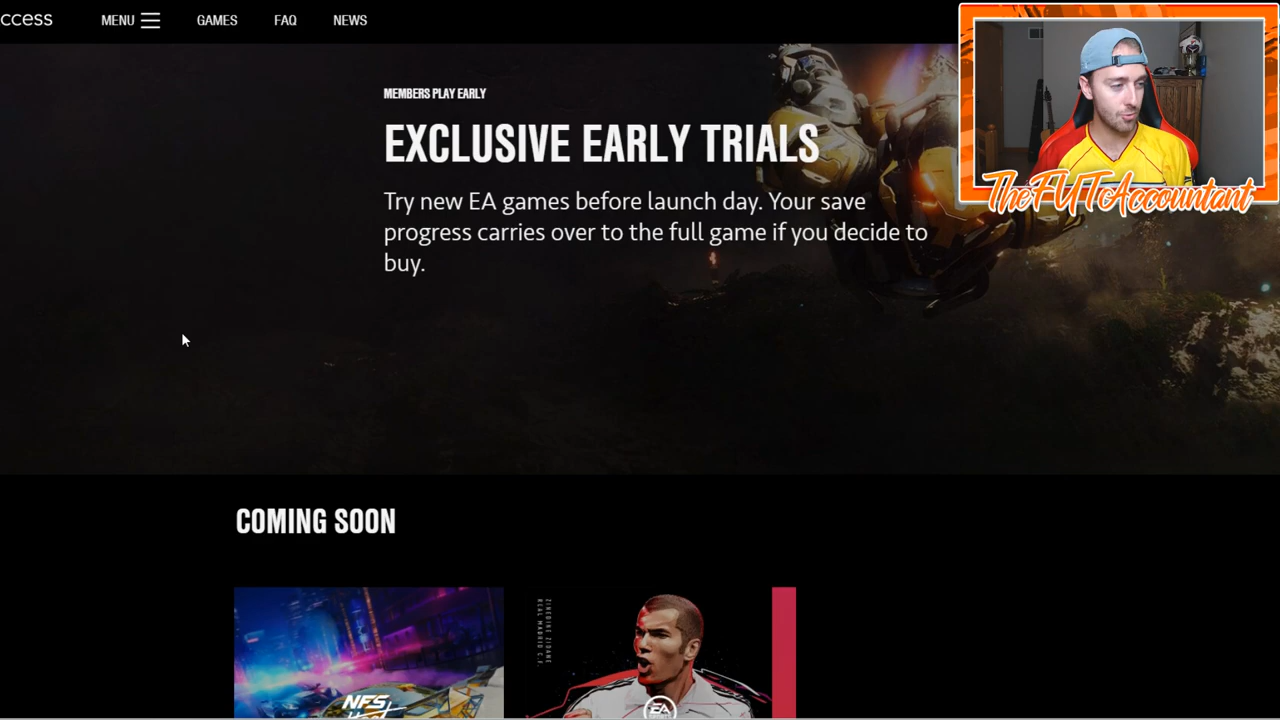 ccess
MENU
GAMES
FAQ
NEWS
MEMBERS PLAY EARLY
EXCLUSIVE EARLY TRIALS
Try new EA games before launch day. Your save
progress carries over to the full game if you decide to
buy.
TheFUTAccountant
COMING SOON
ZINEDINE ZIDANE
REAL MADRID C.F.
NFS
Heat
EA